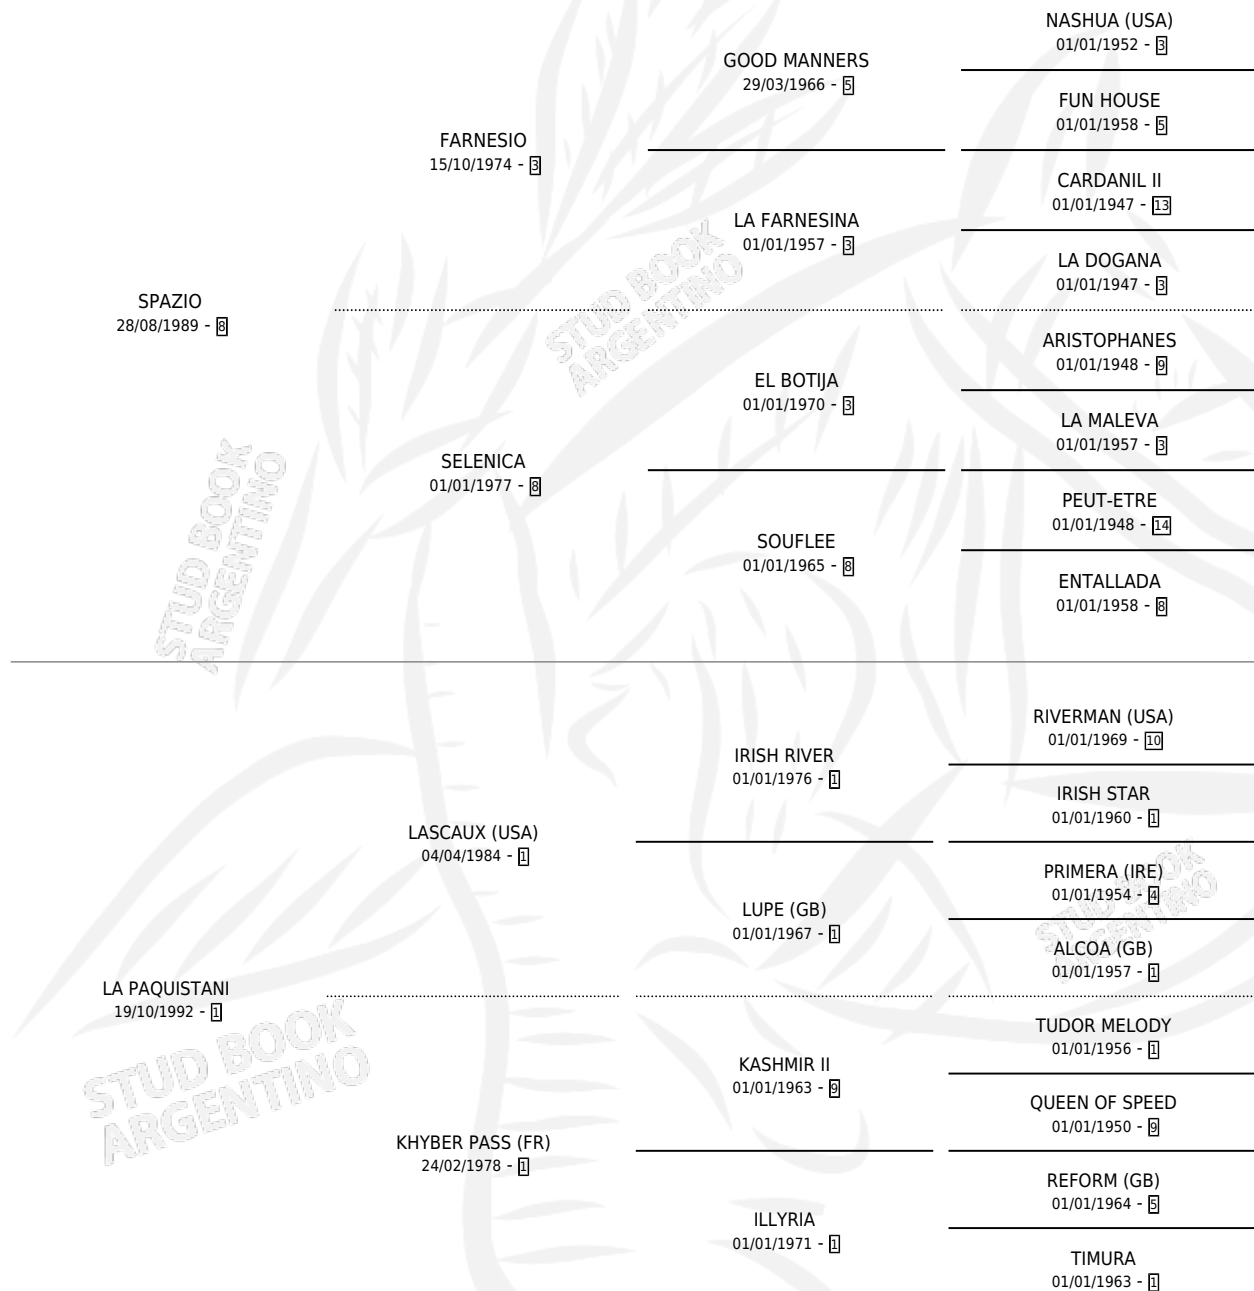 NASHUA (USA)
01/01/1952 - 3
GOOD MANNERS
29/03/1966 - 5
FUN HOUSE
01/01/1958 - 5
FARNESIO
15/10/1974 - 3
CARDANIL II
01/01/1947 - 13
LA FARNESINA
01/01/1957 - 3
LA DOGANA
01/01/1947 - 3
SPAZIO
28/08/1989 - 8
STUD BOOK
ARGENTINO
ARISTOPHANES
01/01/1948 - 9
EL BOTIJA
01/01/1970 - 3
LA MALEVA
01/01/1957 - 3
SELENICA
01/01/1977 - 8
PEUT-ETRE
01/01/1948 - 14
SOUFLEE
01/01/1965 - 8
ENTALLADA
01/01/1958 - 8
STUD BOOK
ARGENTINO
RIVERMAN (USA)
01/01/1969 - 10
IRISH RIVER
01/01/1976 - 1
IRISH STAR
01/01/1960 - 1
LASCAUX (USA)
04/04/1984 - 1
PRIMERA (IRE)
01/01/1954 - 4
LUPE (GB)
01/01/1967 - 1
ALCOA (GB)
01/01/1957 - 1
STUD BOOK
ARGENTINO
LA PAQUISTANI
19/10/1992 - 1
TUDOR MELODY
01/01/1956 - 1
KASHMIR II
01/01/1963 - 9
QUEEN OF SPEED
01/01/1950 - 9
STUD BOOK
ARGENTINO
KHYBER PASS (FR)
24/02/1978 - 1
REFORM (GB)
01/01/1964 - 5
ILLYRIA
01/01/1971 - 1
TIMURA
01/01/1963 - 1